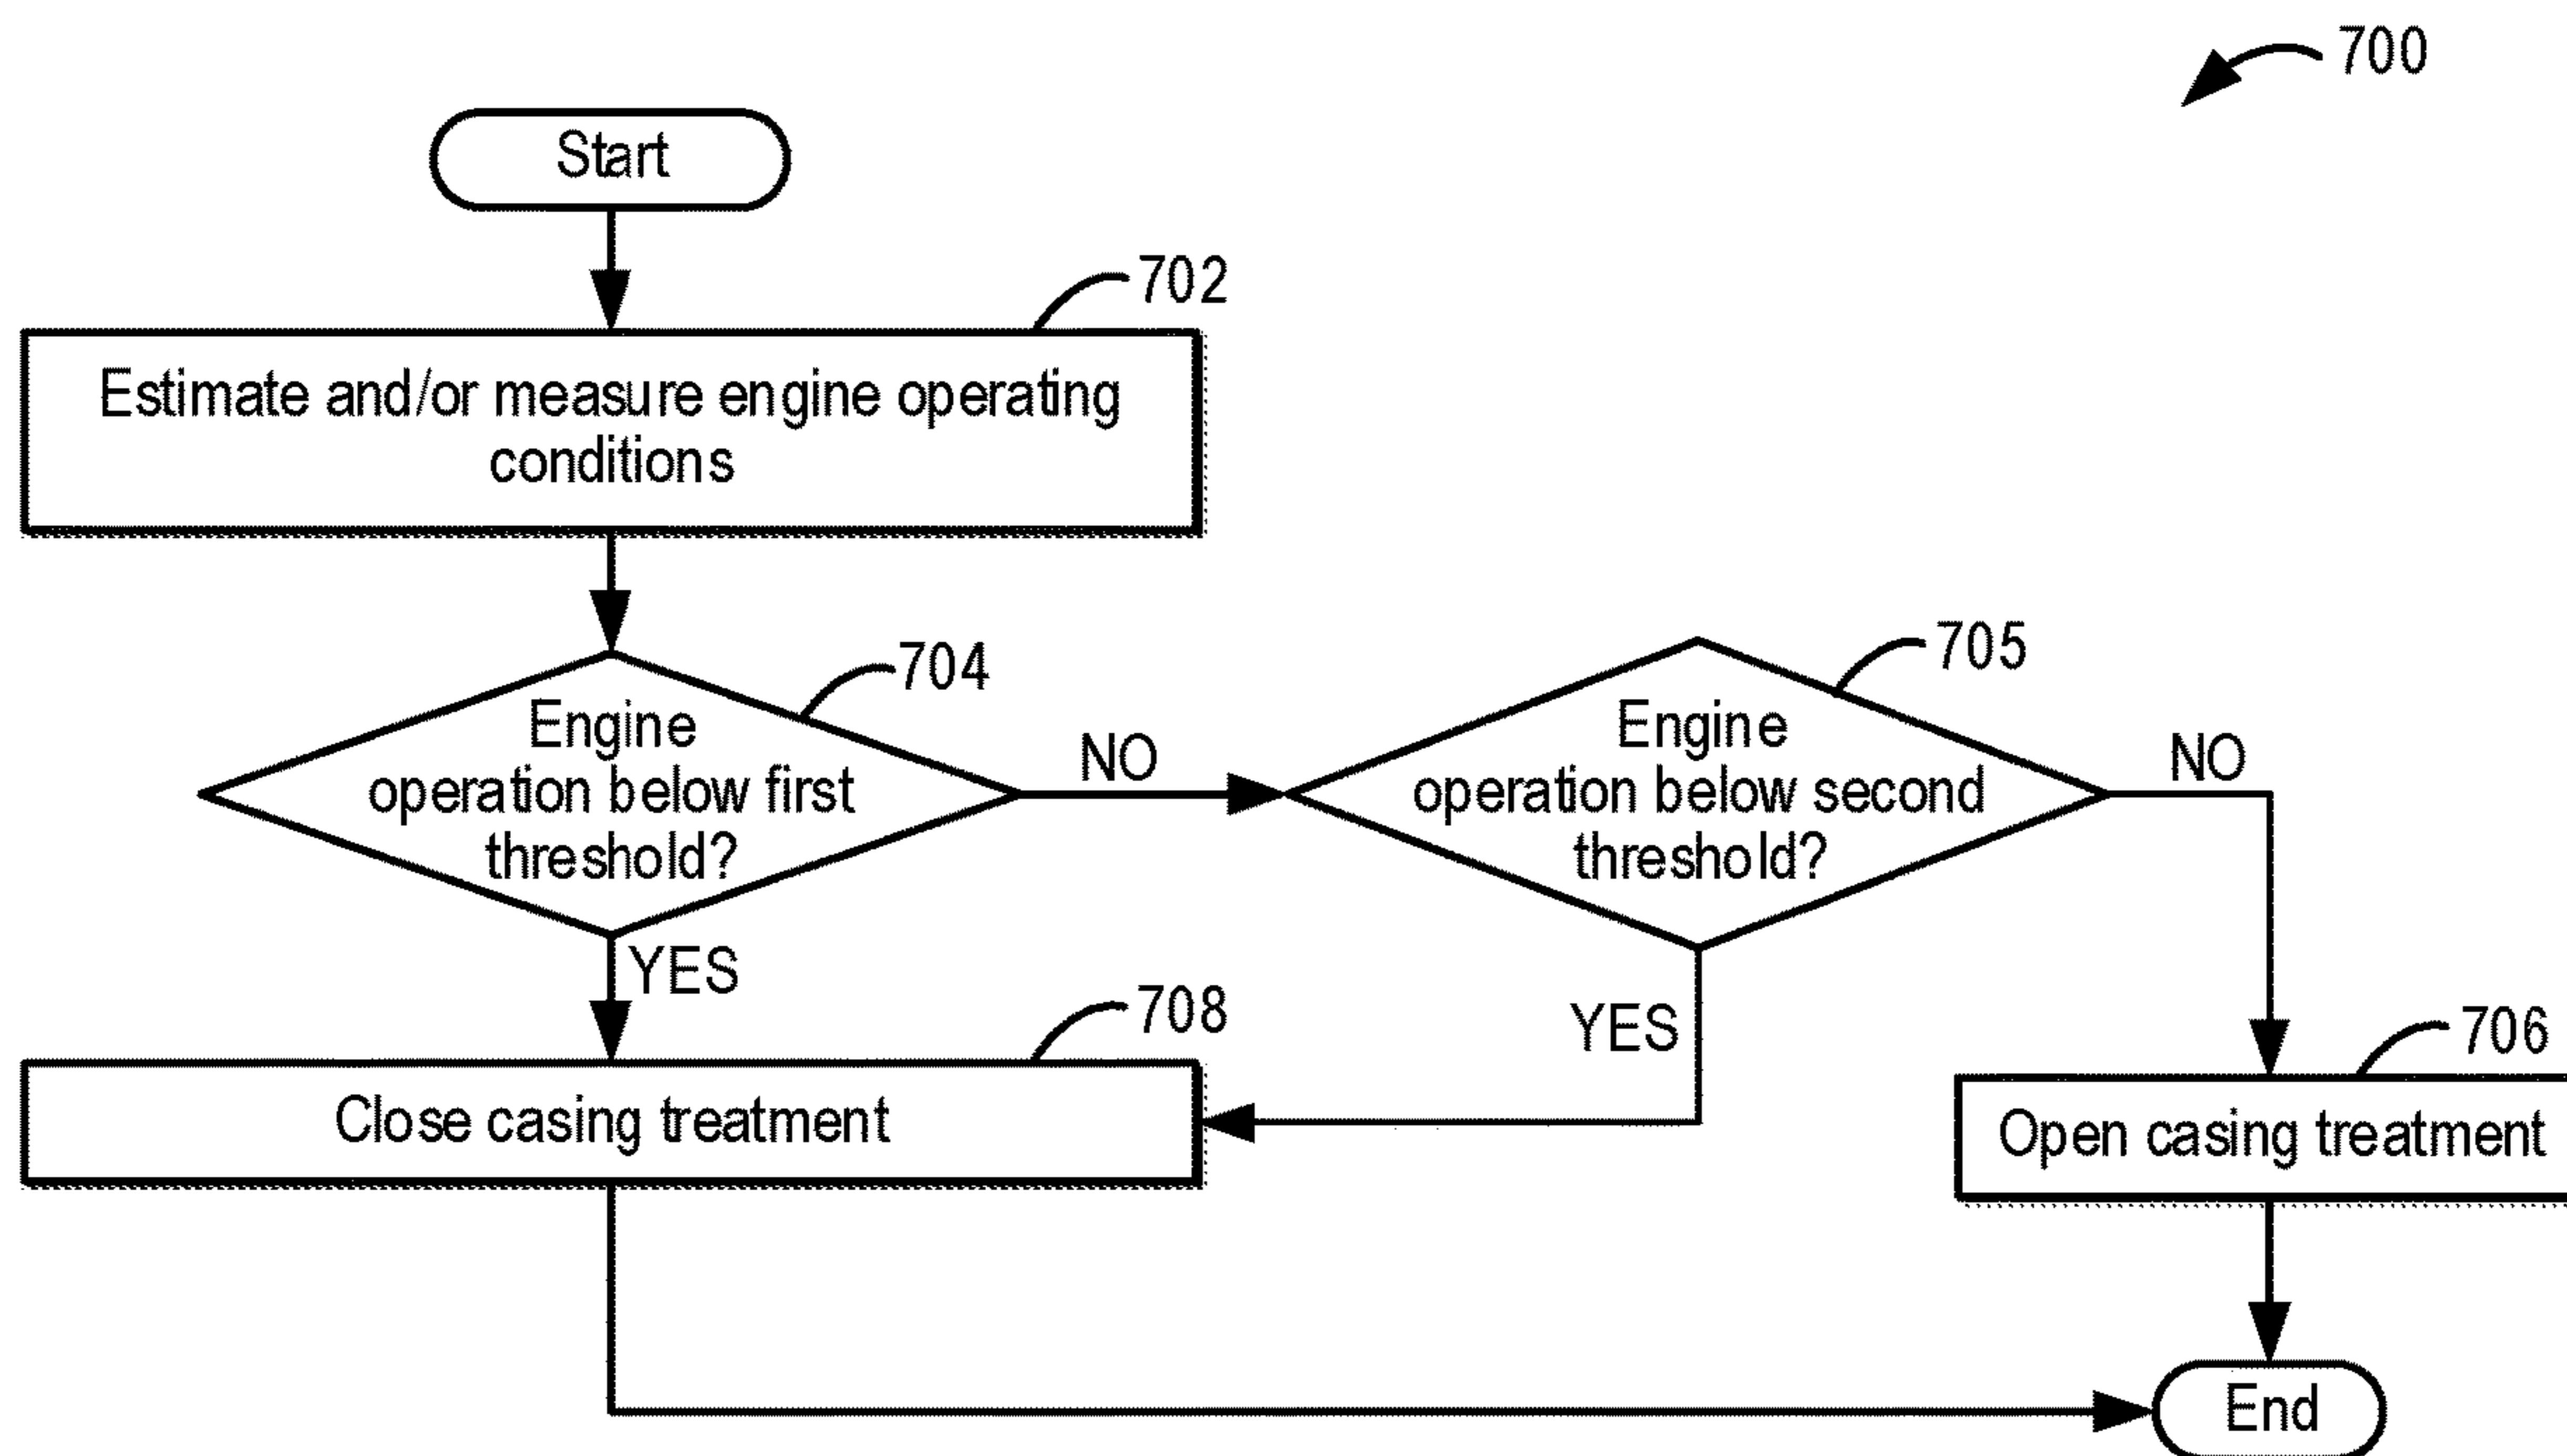 700
Start
702
Estimate and/or measure engine operating
conditions
704
Engine
operation below first
threshold?
NO
705
Engine
operation below second
threshold?
NO
YES
YES
708
Close casing treatment
706
Open casing treatment
End